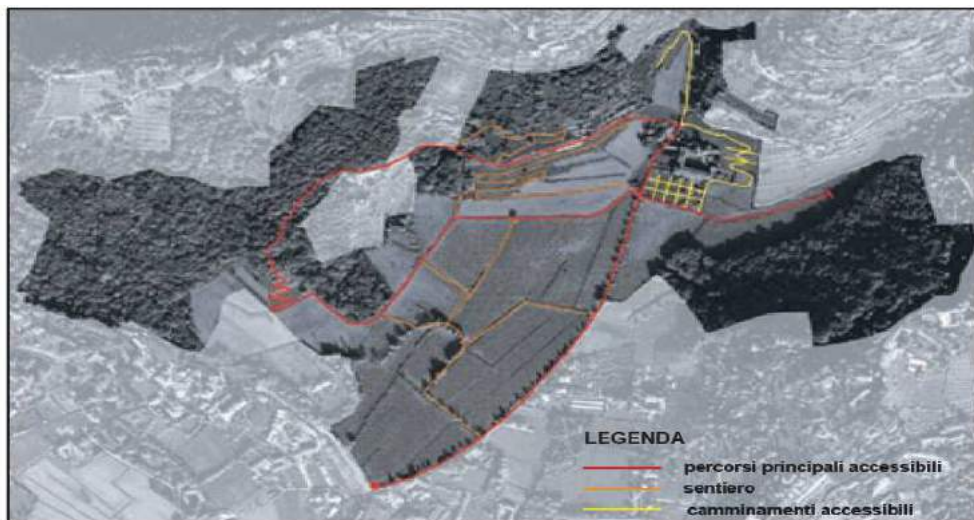 LEGENDA
percorsi principali accessibili
sentiero
camminamenti accessibili